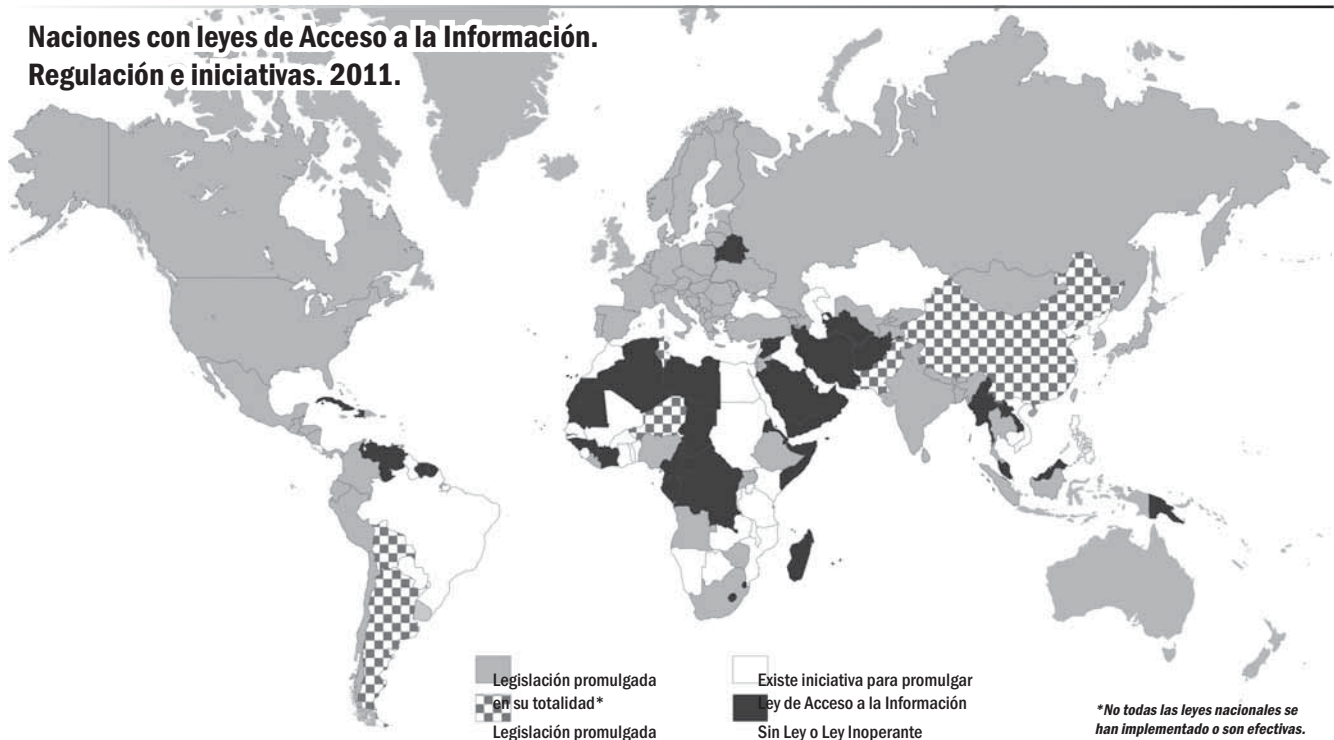 Naciones con leyes de Acceso a la Información.
Regulación e iniciativas. 2011.
Legislación promulgada
en su totalidad*
Legislación promulgada
Existe iniciativa para promulgar
Ley de Acceso a la Información
Sin Ley o Ley Inoperante
*No todas las leyes nacionales se
han implementado o son efectivas.